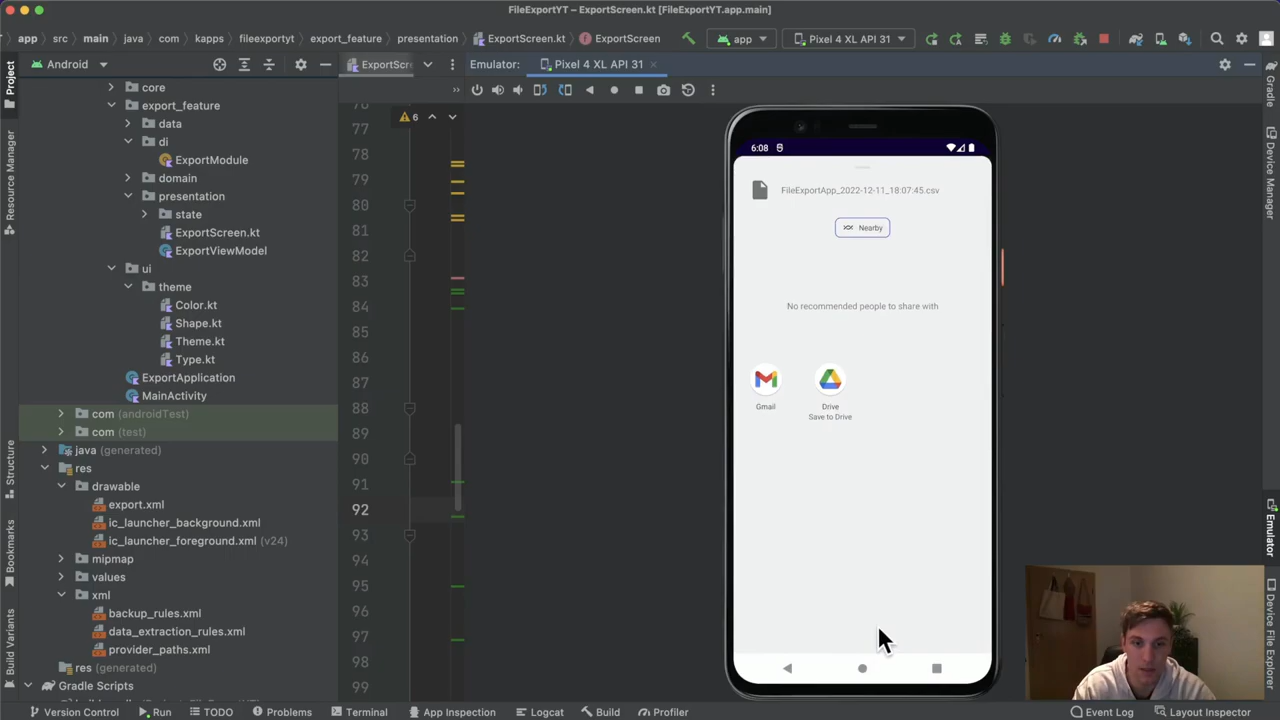 FileExportYT – ExportScreen.kt [FileExportYT.app.main]
app src main java com kapps fileexportyt export_feature presentation ExportScreen.kt ExportScreen app Pixel 4 XL API 31
Android ExportScr Emulator: Pixel 4 XL API 31
Project
Resource Manager
Structure
Bookmarks
Build Variants
core
export_feature
data
di
ExportModule
domain
presentation
state
ExportScreen.kt
ExportViewModel
ui
theme
Color.kt
Shape.kt
Theme.kt
Type.kt
ExportApplication
MainActivity
com (androidTest)
com (test)
java (generated)
res
drawable
export.xml
ic_launcher_background.xml
ic_launcher_foreground.xml (v24)
mipmap
values
xml
backup_rules.xml
data_extraction_rules.xml
provider_paths.xml
res (generated)
Gradle Scripts
6
77
78
79
80
81
82
83
84
85
86
87
88
89
90
91
92
93
94
95
96
97
98
99
6:08
FileExportApp_2022-12-11_18:07:45.csv
Nearby
No recommended people to share with
Gmail
Drive
Save to Drive
Gradle
Device Manager
Emulator
Device File Explorer
Version Control Run TODO Problems Terminal App Inspection Logcat Build Profiler Event Log Layout Inspector